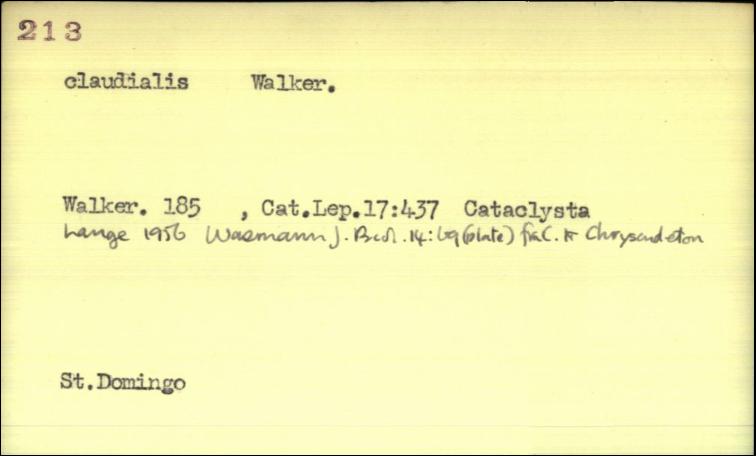 213
claudialis Walker.
Walker. 185 , Cat.Lep.17:437 Cataclysta
Lange 1956 Wasmann J. Biol. 14: 69 (plate) fr C. to Chrysendeton
St.Domingo